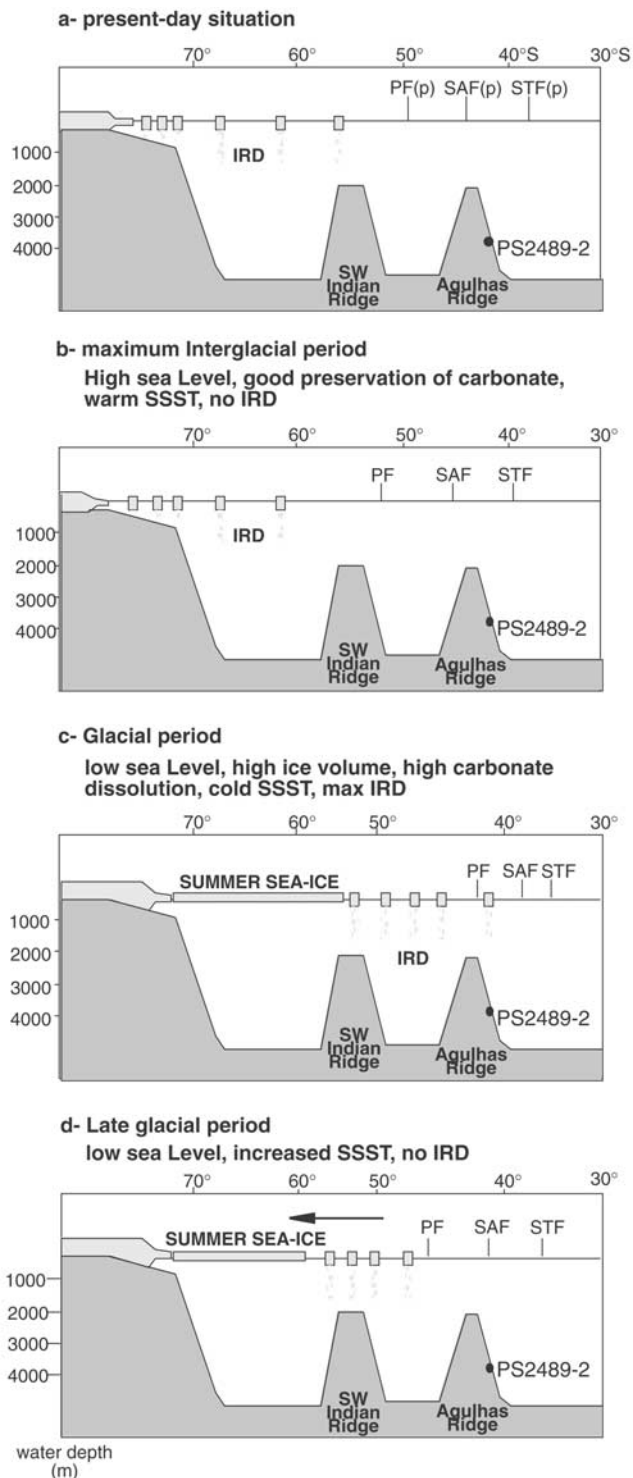 a- present-day situation
70° 60° 50° 40°S 30°S
PF(p) SAF(p) STF(p)
IRD
1000
2000
3000
4000
PS2489-2
SW Indian Ridge
Agulhas Ridge
b- maximum Interglacial period
High sea Level, good preservation of carbonate,
warm SSST, no IRD
70° 60° 50° 40° 30°
PF SAF STF
IRD
1000
2000
3000
4000
PS2489-2
SW Indian Ridge
Agulhas Ridge
c- Glacial period
low sea Level, high ice volume, high carbonate
dissolution, cold SSST, max IRD
70° 60° 50° 40° 30°
SUMMER SEA-ICE
PF SAF STF
IRD
1000
2000
3000
4000
PS2489-2
SW Indian Ridge
Agulhas Ridge
d- Late glacial period
low sea Level, increased SSST, no IRD
70° 60° 50° 40° 30°
SUMMER SEA-ICE
PF SAF STF
1000
2000
3000
4000
PS2489-2
SW Indian Ridge
Agulhas Ridge
water depth
(m)